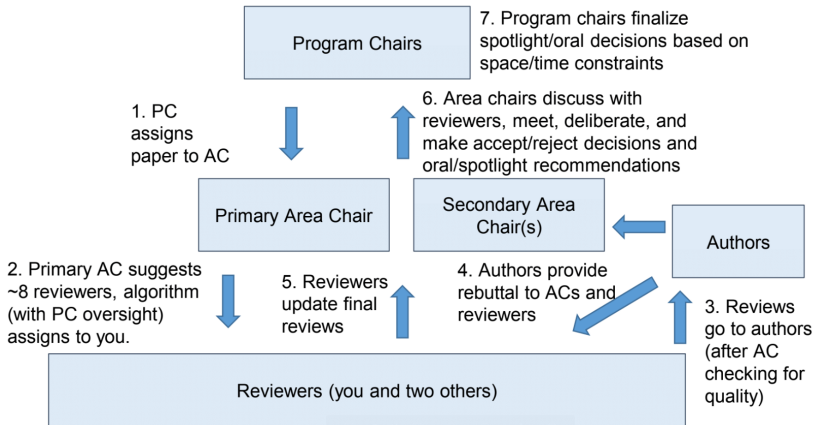 Program Chairs
7. Program chairs finalize
spotlight/oral decisions based on
space/time constraints
1. PC
assigns
paper to AC
6. Area chairs discuss with
reviewers, meet, deliberate, and
make accept/reject decisions and
oral/spotlight recommendations
Primary Area Chair
Secondary Area
Chair(s)
Authors
2. Primary AC suggests
~8 reviewers, algorithm
(with PC oversight)
assigns to you.
5. Reviewers
update final
reviews
4. Authors provide
rebuttal to ACs and
reviewers
3. Reviews
go to authors
(after AC
checking for
quality)
Reviewers (you and two others)